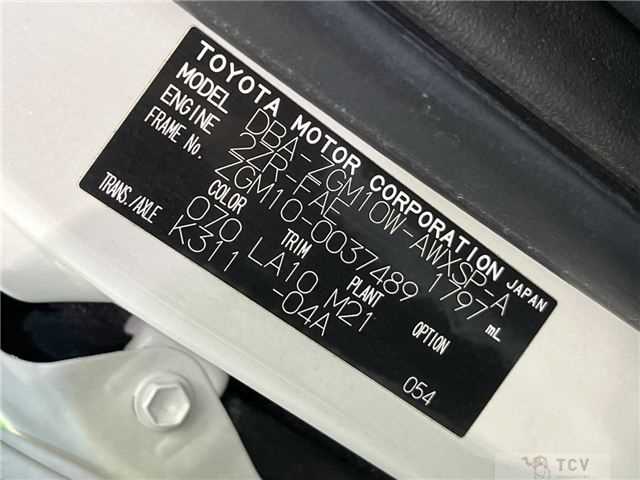 TOYOTA MOTOR CORPORATION JAPAN
MODEL DBA-ZGM10W-AWXSP-A
ENGINE 2ZR-FAE 1797 mL
FRAME No. ZGM10-0037489
COLOR TRIM PLANT OPTION
070 LA10 M21
TRANS./AXLE K311 -04A
054
TCV